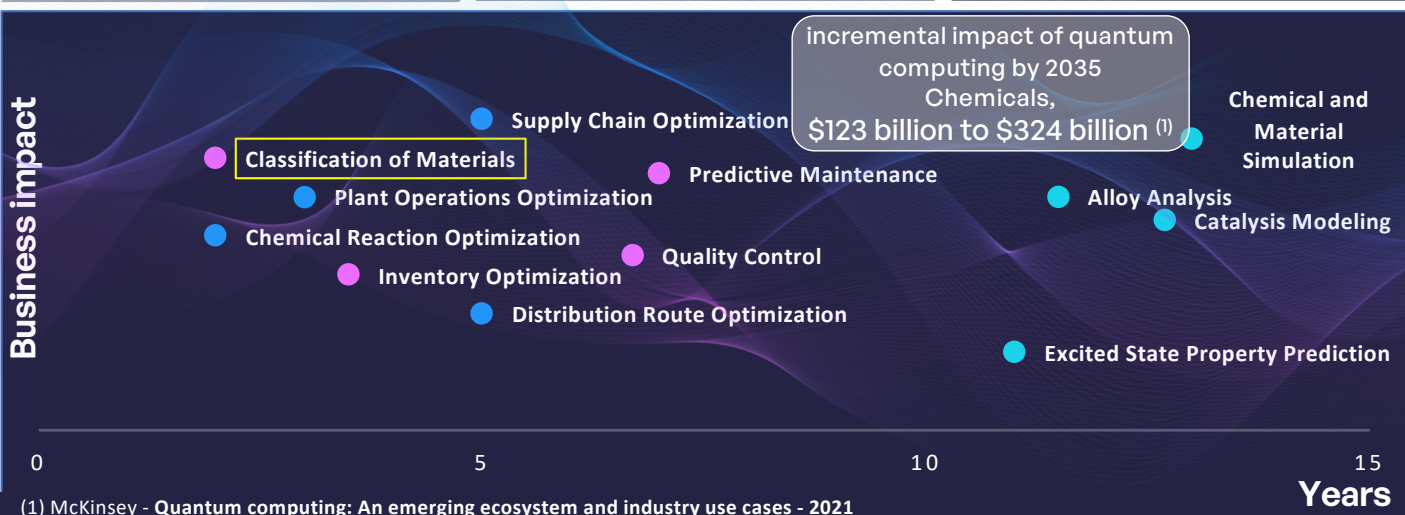 incremental impact of quantum
computing by 2035
Chemicals,
$123 billion to $324 billion (1)
Chemical and
Material
Simulation
Supply Chain Optimization
Classification of Materials
Predictive Maintenance
Plant Operations Optimization
Alloy Analysis
Catalysis Modeling
Chemical Reaction Optimization
Quality Control
Inventory Optimization
Distribution Route Optimization
Excited State Property Prediction
Business impact
0 5 10 15
Years
(1) McKinsey - Quantum computing: An emerging ecosystem and industry use cases - 2021